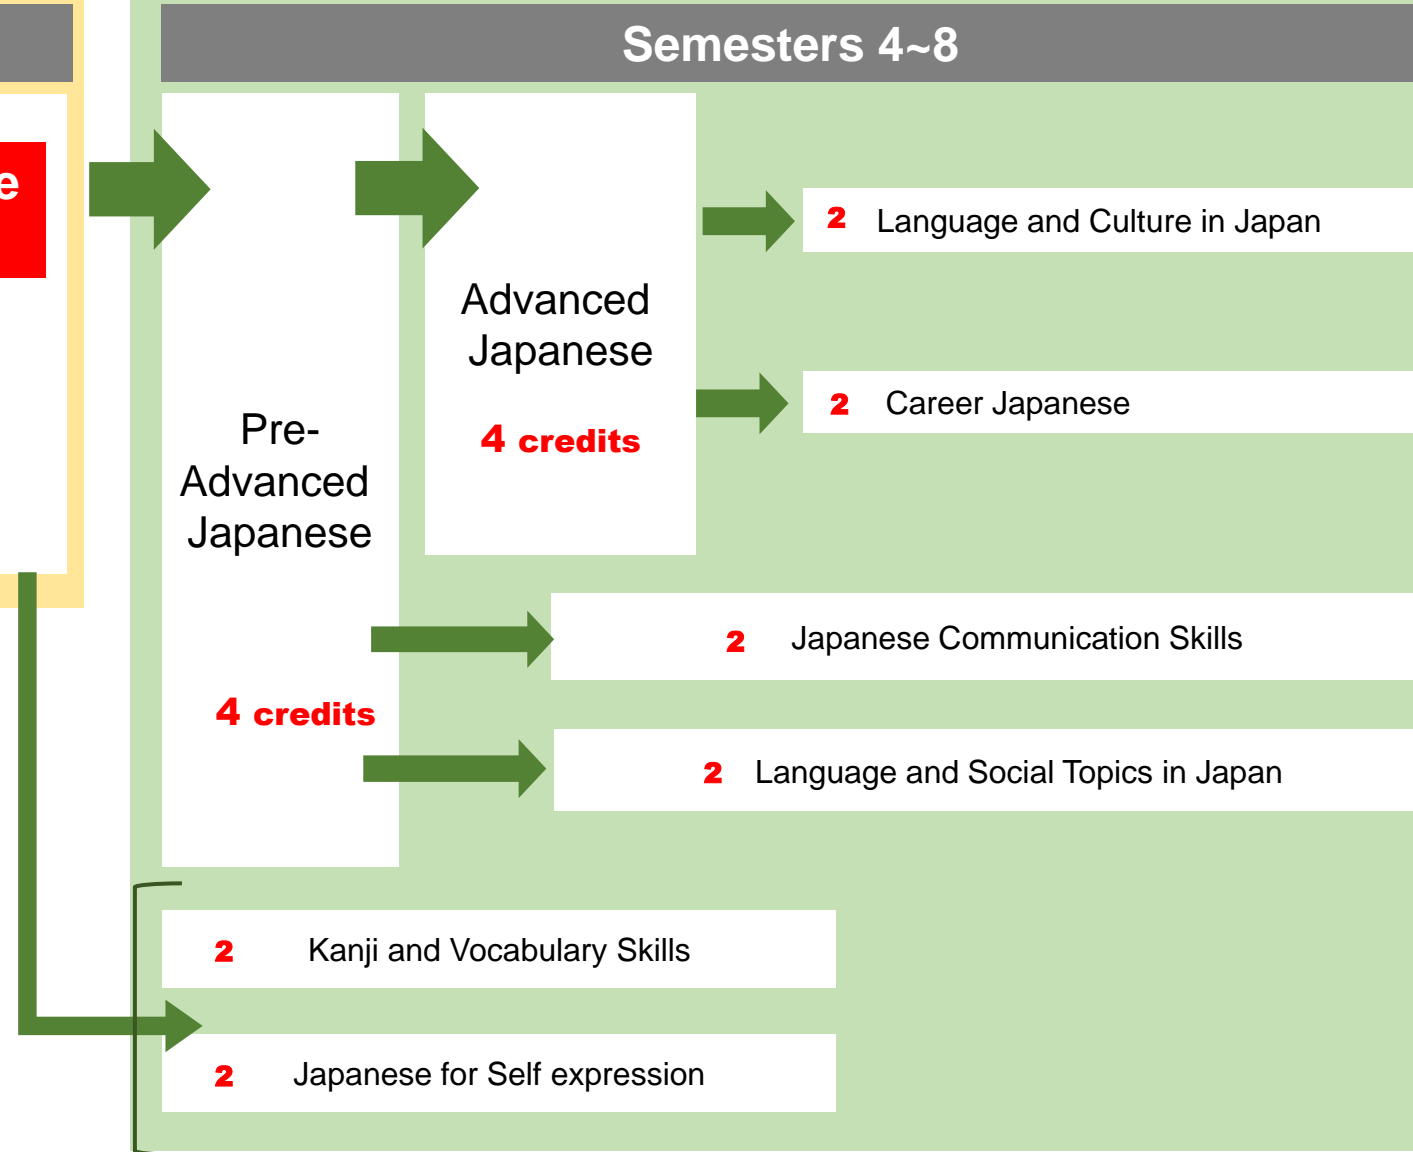 Semesters 4~8
e
Pre-
Advanced
Japanese
4 credits
Advanced
Japanese
4 credits
2 Language and Culture in Japan
2 Career Japanese
2 Japanese Communication Skills
2 Language and Social Topics in Japan
2 Kanji and Vocabulary Skills
2 Japanese for Self expression